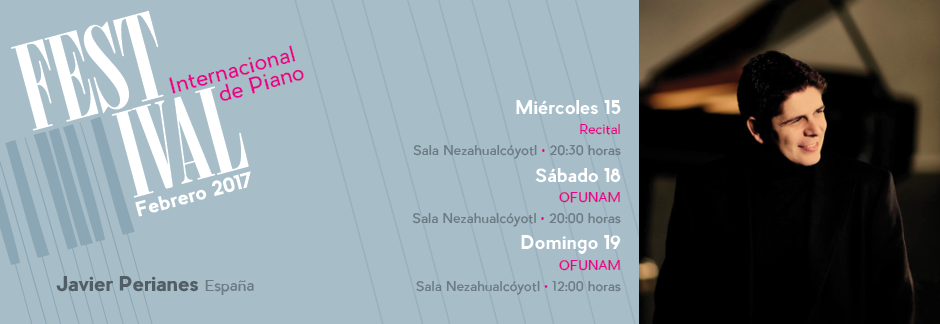 FEST
IVAL
Internacional
de Piano
Febrero 2017
Javier Perianes España
Miércoles 15
Recital
Sala Nezahualcóyotl • 20:30 horas
Sábado 18
OFUNAM
Sala Nezahualcóyotl • 20:00 horas
Domingo 19
OFUNAM
Sala Nezahualcóyotl • 12:00 horas